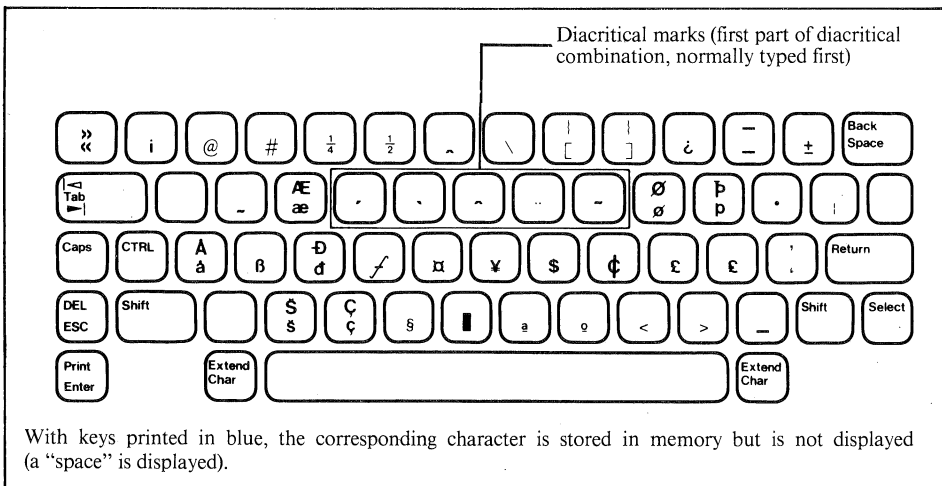 Diacritical marks (first part of diacritical
combination, normally typed first)
» « ¡ @ # ¼ ½ ^ \ { [ } ] ¿ — – ± Back Space
Tab ~ Æ æ ´ ` ^ ¨ ~ Ø ø Þ þ • ¦
Caps CTRL Å å ß Ð đ ƒ ¤ ¥ $ ¢ £ ₤ ' ‘ Return
DEL ESC Shift Š š Ç ç § █ ª º < > _ Shift Select
Print Enter Extend Char Extend Char
With keys printed in blue, the corresponding character is stored in memory but is not displayed
(a “space” is displayed).